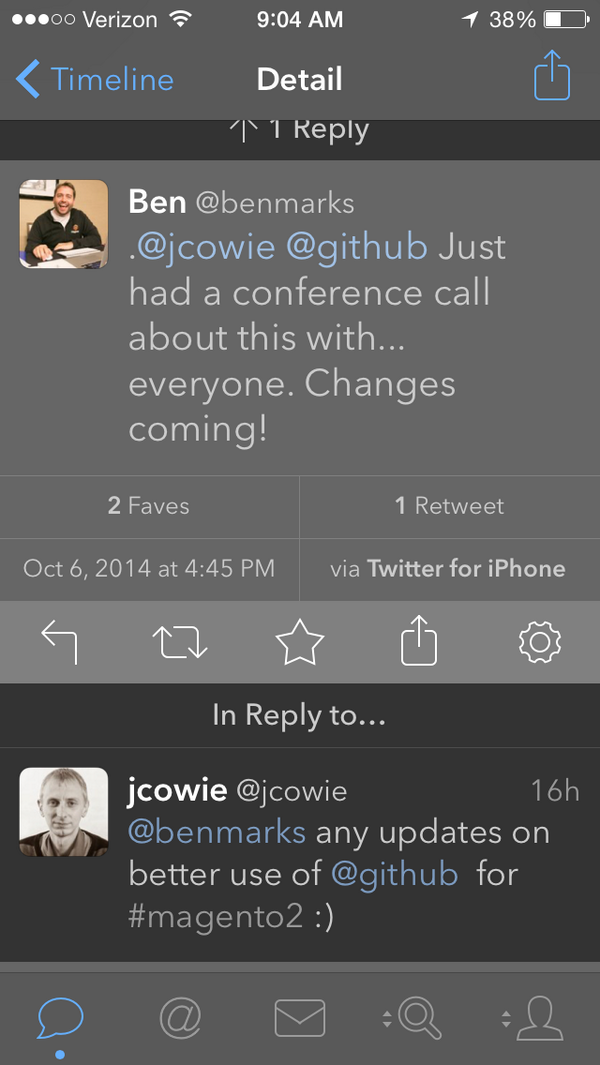 Verizon 9:04 AM 38%
Timeline Detail
1 Reply
Ben @benmarks
.@jcowie @github Just
had a conference call
about this with...
everyone. Changes
coming!
2 Faves 1 Retweet
Oct 6, 2014 at 4:45 PM via Twitter for iPhone
In Reply to...
jcowie @jcowie 16h
@benmarks any updates on
better use of @github for
#magento2 :)